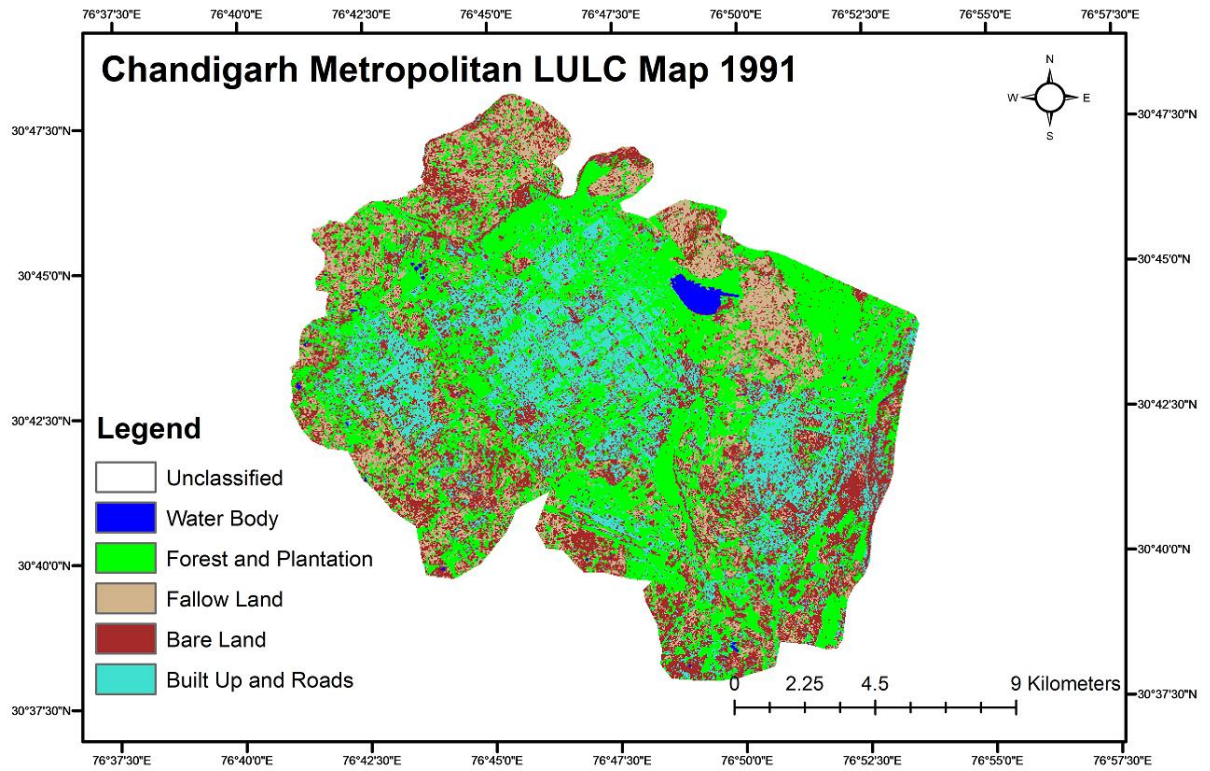 76°37'30"E 76°40'0"E 76°42'30"E 76°45'0"E 76°47'30"E 76°50'0"E 76°52'30"E 76°55'0"E 76°57'30"E
Chandigarh Metropolitan LULC Map 1991
N
W E
S
30°47'30"N 30°47'30"N
30°45'0"N 30°45'0"N
30°42'30"N 30°42'30"N
Legend
Unclassified
Water Body
Forest and Plantation
30°40'0"N 30°40'0"N
Fallow Land
Bare Land
Built Up and Roads
0 2.25 4.5 9 Kilometers
30°37'30"N 30°37'30"N
76°37'30"E 76°40'0"E 76°42'30"E 76°45'0"E 76°47'30"E 76°50'0"E 76°52'30"E 76°55'0"E 76°57'30"E